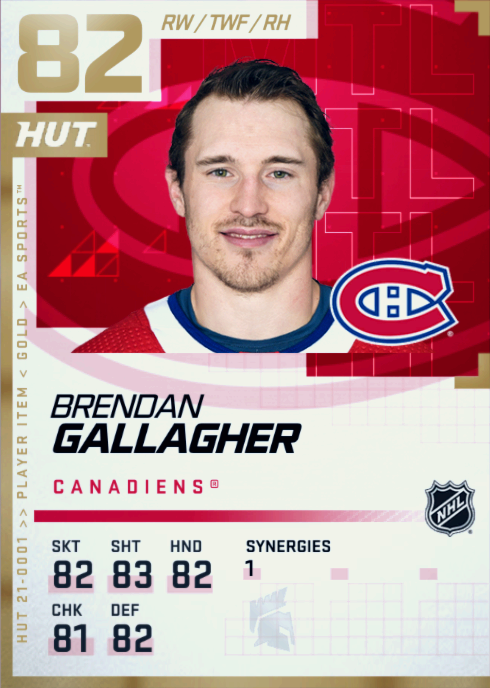 82
RW / TWF / RH
HUT
MTL
HUT 21-0001 >> PLAYER ITEM < GOLD > EA SPORTS™
BRENDAN
GALLAGHER
CANADIENS®
NHL
SKT SHT HND SYNERGIES
82 83 82 1
CHK DEF
81 82